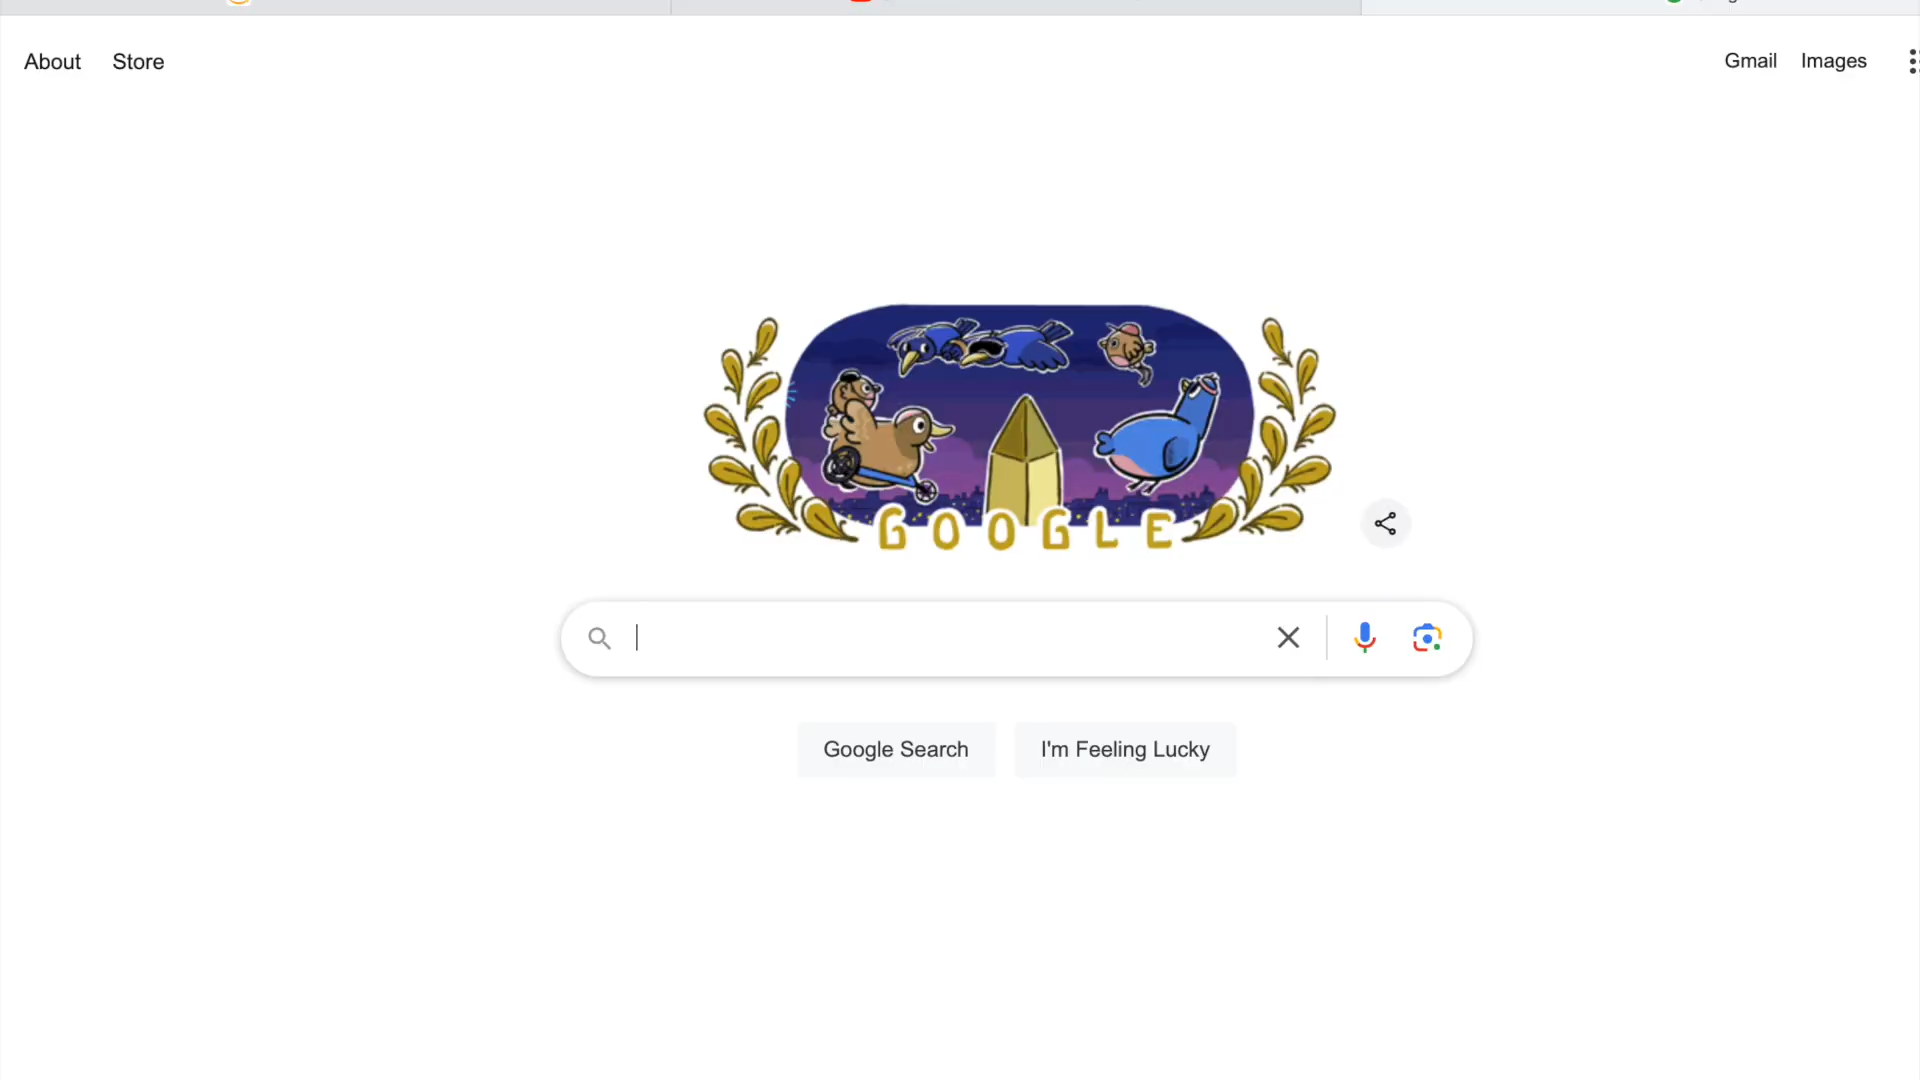 About Store
Gmail Images
GOOGLE
Google Search I'm Feeling Lucky